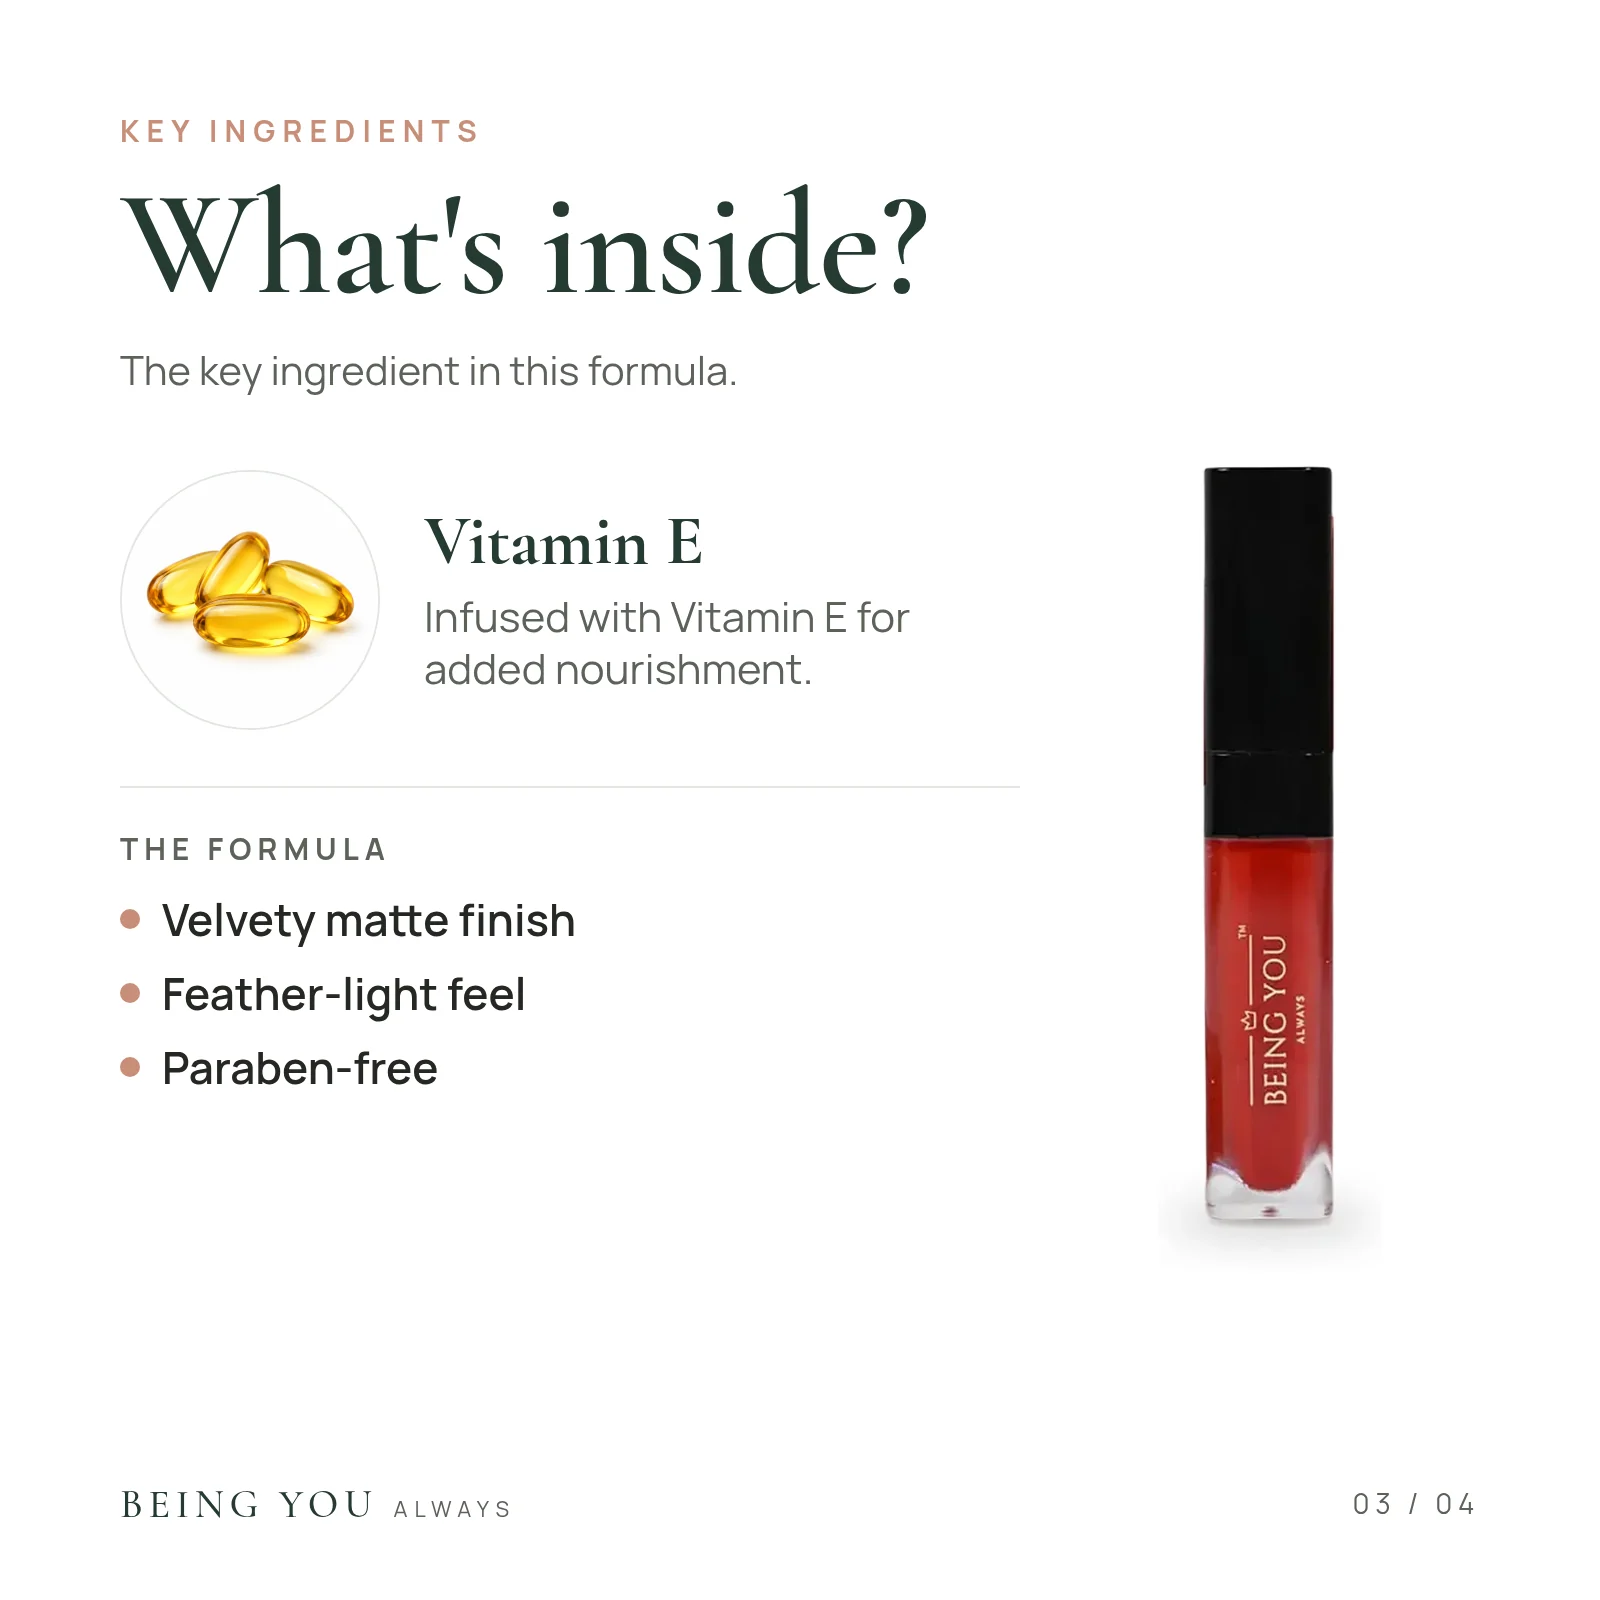 KEY INGREDIENTS
What's inside?
The key ingredient in this formula.
Vitamin E
Infused with Vitamin E for
added nourishment.
THE FORMULA
Velvety matte finish
Feather-light feel
Paraben-free
TM
BEING YOU
ALWAYS
BEING YOU ALWAYS
03 / 04